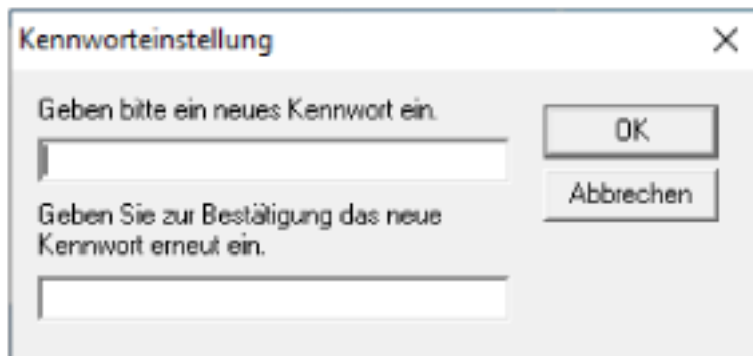 Kennworteinstellung
Geben bitte ein neues Kennwort ein.
OK
Abbrechen
Geben Sie zur Bestätigung das neue
Kennwort erneut ein.